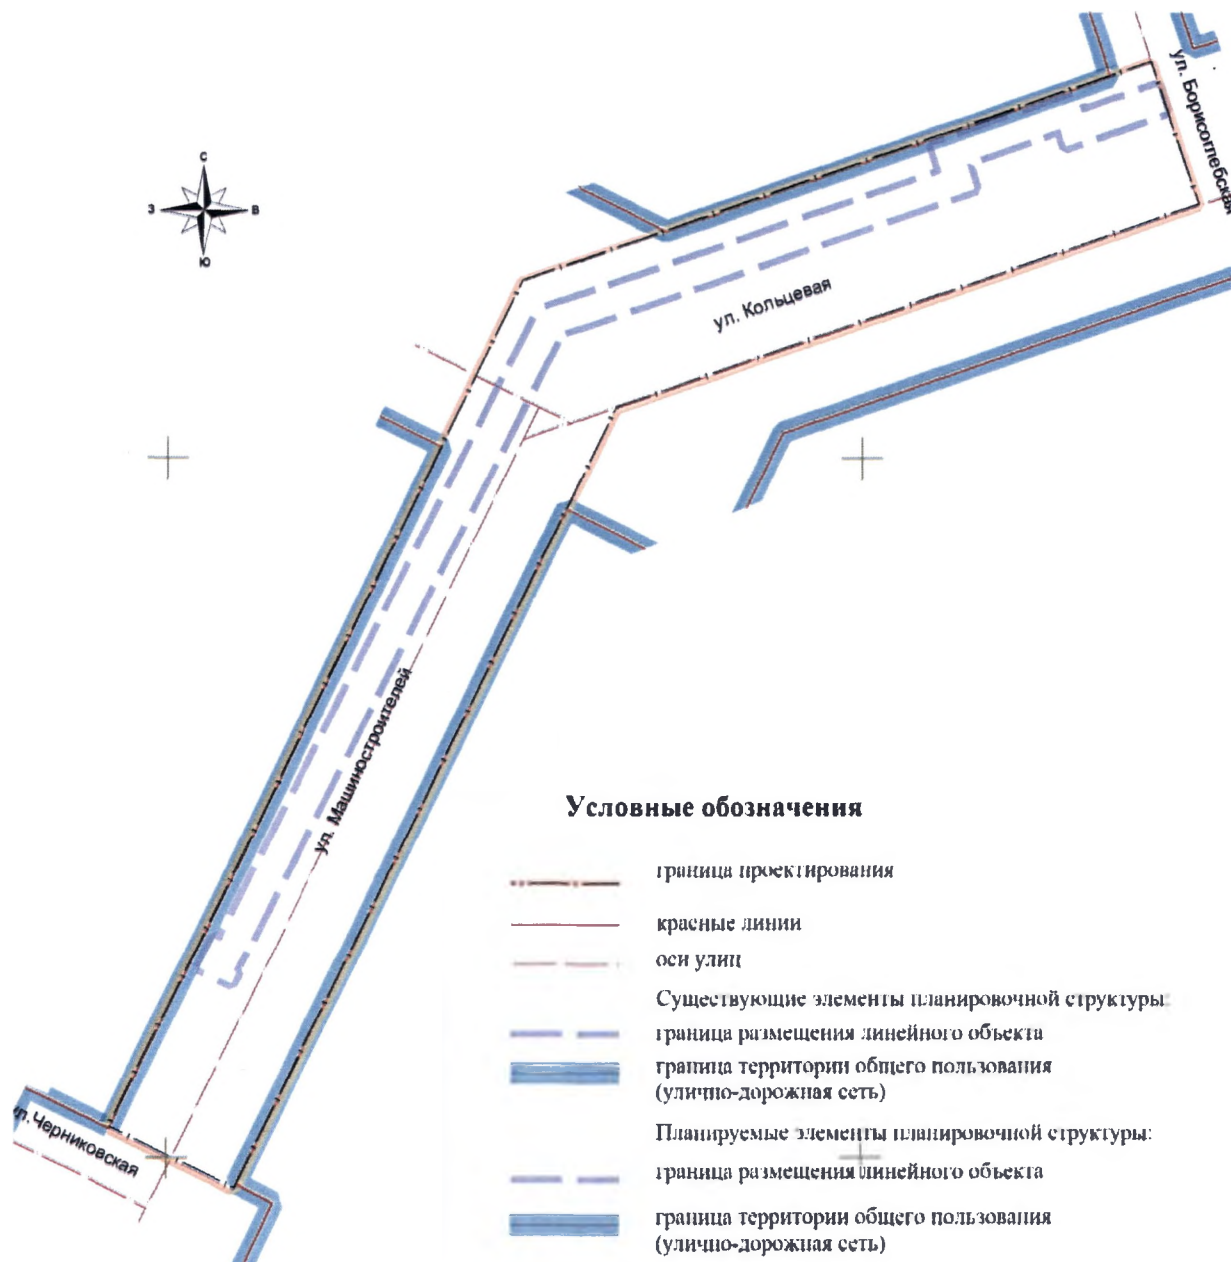 С
З
В
Ю
ул. Борисоглебская
ул. Кольцевая
ул. Машиностроителей
ул. Черниковская
Условные обозначения
граница проектирования
красные линии
оси улиц
Существующие элементы планировочной структуры:
граница размещения линейного объекта
граница территории общего пользования
(улично-дорожная сеть)
Планируемые элементы планировочной структуры:
граница размещения линейного объекта
граница территории общего пользования
(улично-дорожная сеть)